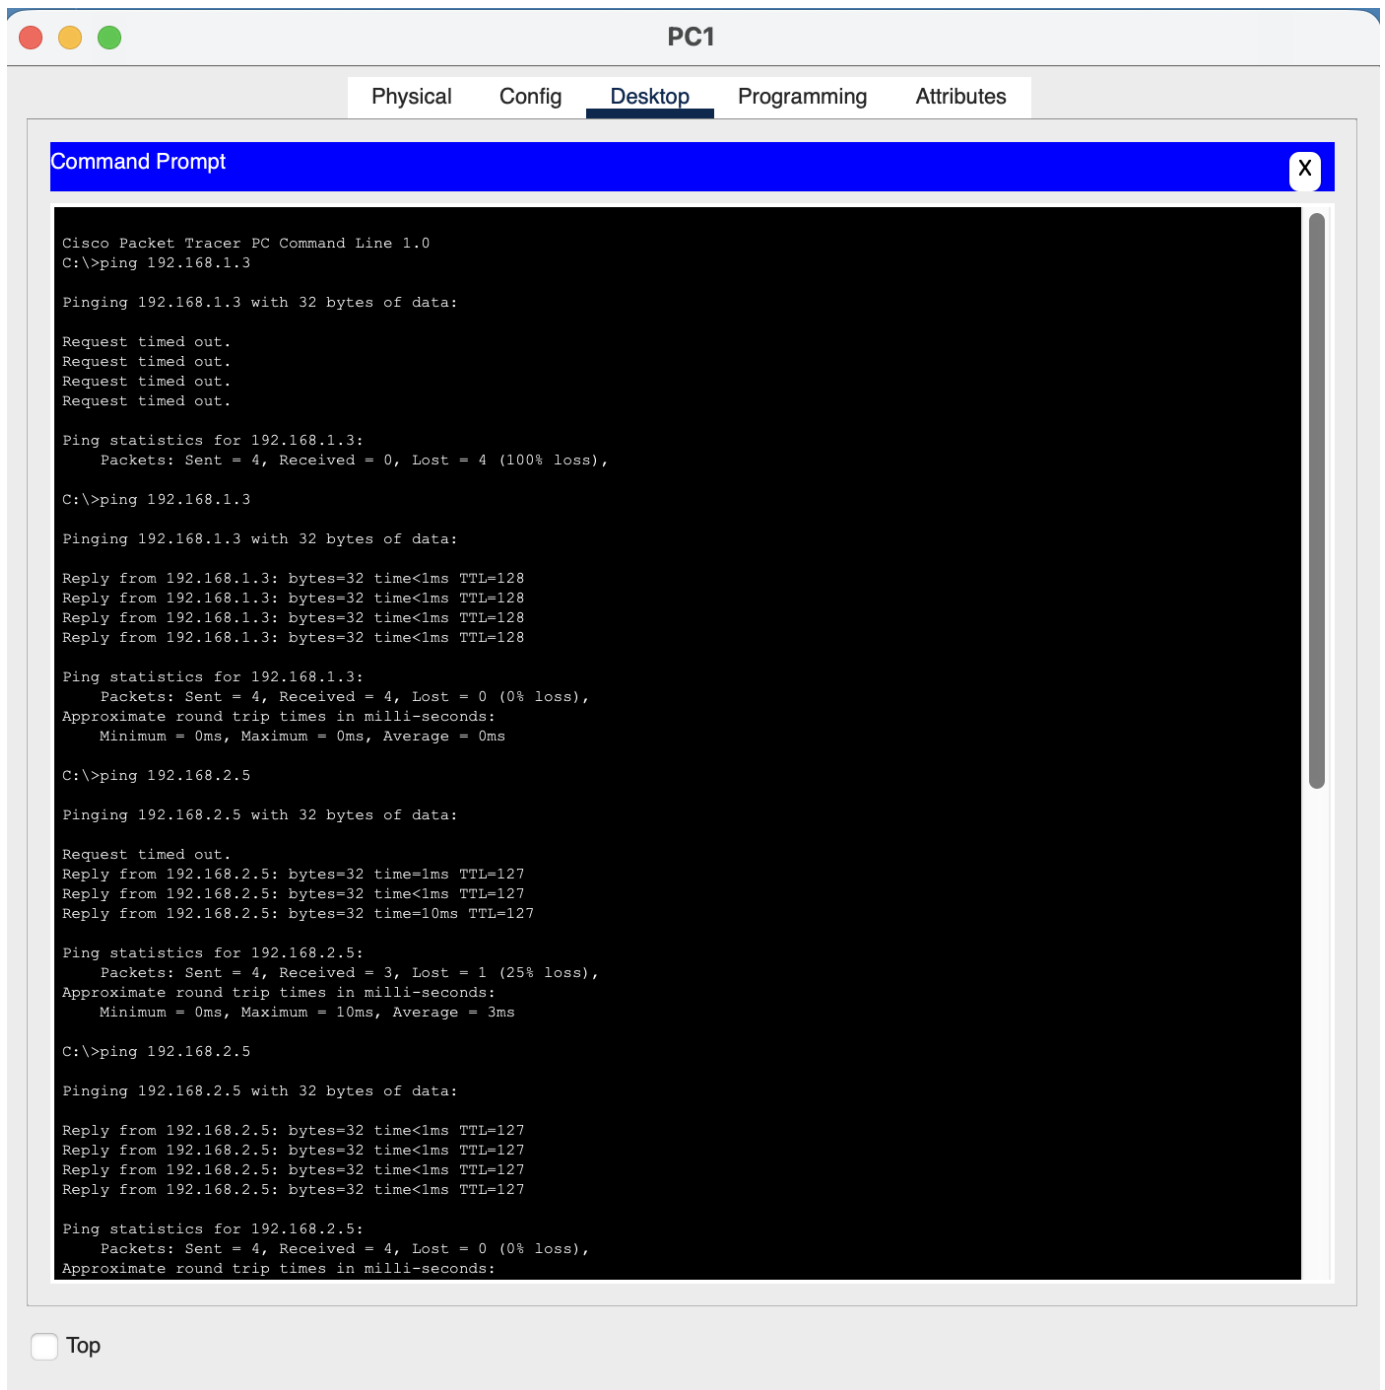 PC1
Physical Config Desktop Programming Attributes
Command Prompt
X
Cisco Packet Tracer PC Command Line 1.0
C:\>ping 192.168.1.3
Pinging 192.168.1.3 with 32 bytes of data:
Request timed out.
Request timed out.
Request timed out.
Request timed out.
Ping statistics for 192.168.1.3:
    Packets: Sent = 4, Received = 0, Lost = 4 (100% loss),
C:\>ping 192.168.1.3
Pinging 192.168.1.3 with 32 bytes of data:
Reply from 192.168.1.3: bytes=32 time<1ms TTL=128
Reply from 192.168.1.3: bytes=32 time<1ms TTL=128
Reply from 192.168.1.3: bytes=32 time<1ms TTL=128
Reply from 192.168.1.3: bytes=32 time<1ms TTL=128
Ping statistics for 192.168.1.3:
    Packets: Sent = 4, Received = 4, Lost = 0 (0% loss),
Approximate round trip times in milli-seconds:
    Minimum = 0ms, Maximum = 0ms, Average = 0ms
C:\>ping 192.168.2.5
Pinging 192.168.2.5 with 32 bytes of data:
Request timed out.
Reply from 192.168.2.5: bytes=32 time=1ms TTL=127
Reply from 192.168.2.5: bytes=32 time<1ms TTL=127
Reply from 192.168.2.5: bytes=32 time=10ms TTL=127
Ping statistics for 192.168.2.5:
    Packets: Sent = 4, Received = 3, Lost = 1 (25% loss),
Approximate round trip times in milli-seconds:
    Minimum = 0ms, Maximum = 10ms, Average = 3ms
C:\>ping 192.168.2.5
Pinging 192.168.2.5 with 32 bytes of data:
Reply from 192.168.2.5: bytes=32 time<1ms TTL=127
Reply from 192.168.2.5: bytes=32 time<1ms TTL=127
Reply from 192.168.2.5: bytes=32 time<1ms TTL=127
Reply from 192.168.2.5: bytes=32 time<1ms TTL=127
Ping statistics for 192.168.2.5:
    Packets: Sent = 4, Received = 4, Lost = 0 (0% loss),
Approximate round trip times in milli-seconds:
Top